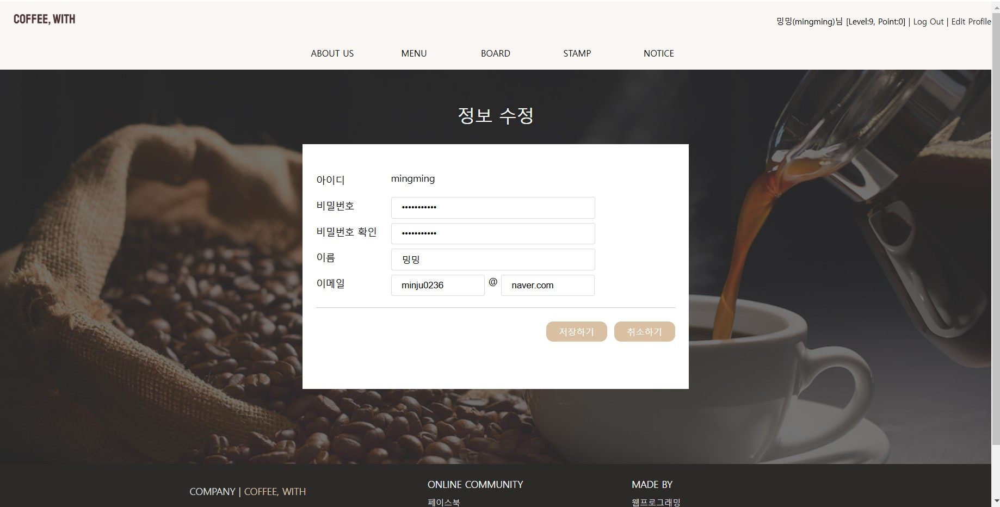 COFFEE, WITH
밍밍(mingming)님 [Level:9, Point:0] | Log Out | Edit Profile
ABOUT US MENU BOARD STAMP NOTICE
정보 수정
아이디 mingming
비밀번호 •••••••••••
비밀번호 확인 •••••••••••
이름 밍밍
이메일 minju0236 @ naver.com
저장하기 취소하기
COMPANY | COFFEE, WITH
ONLINE COMMUNITY
페이스북
MADE BY
웹프로그래밍